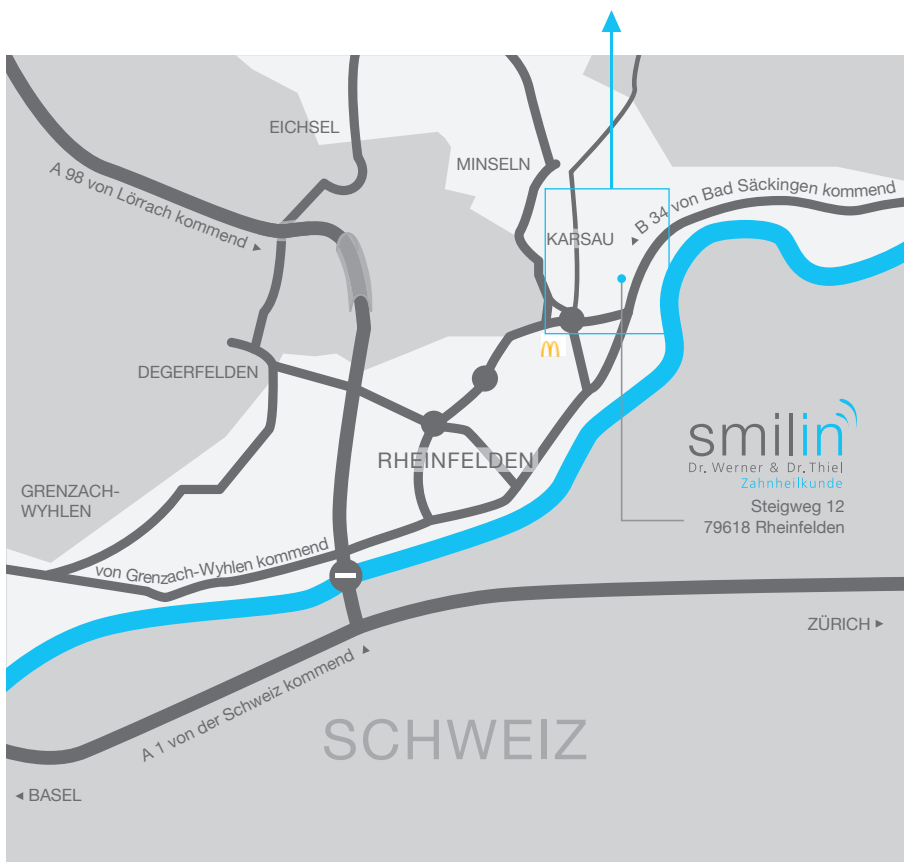 EICHSEL
MINSELN
A 98 von Lörrach kommend
B 34 von Bad Säckingen kommend
KARSAU
DEGERFELDEN
RHEINFELDEN
smilin
Dr. Werner & Dr. Thiel
Zahnheilkunde
Steigweg 12
79618 Rheinfelden
GRENZACH-
WYHLEN
von Grenzach-Wyhlen kommend
ZÜRICH ▸
A 1 von der Schweiz kommend
SCHWEIZ
◂ BASEL